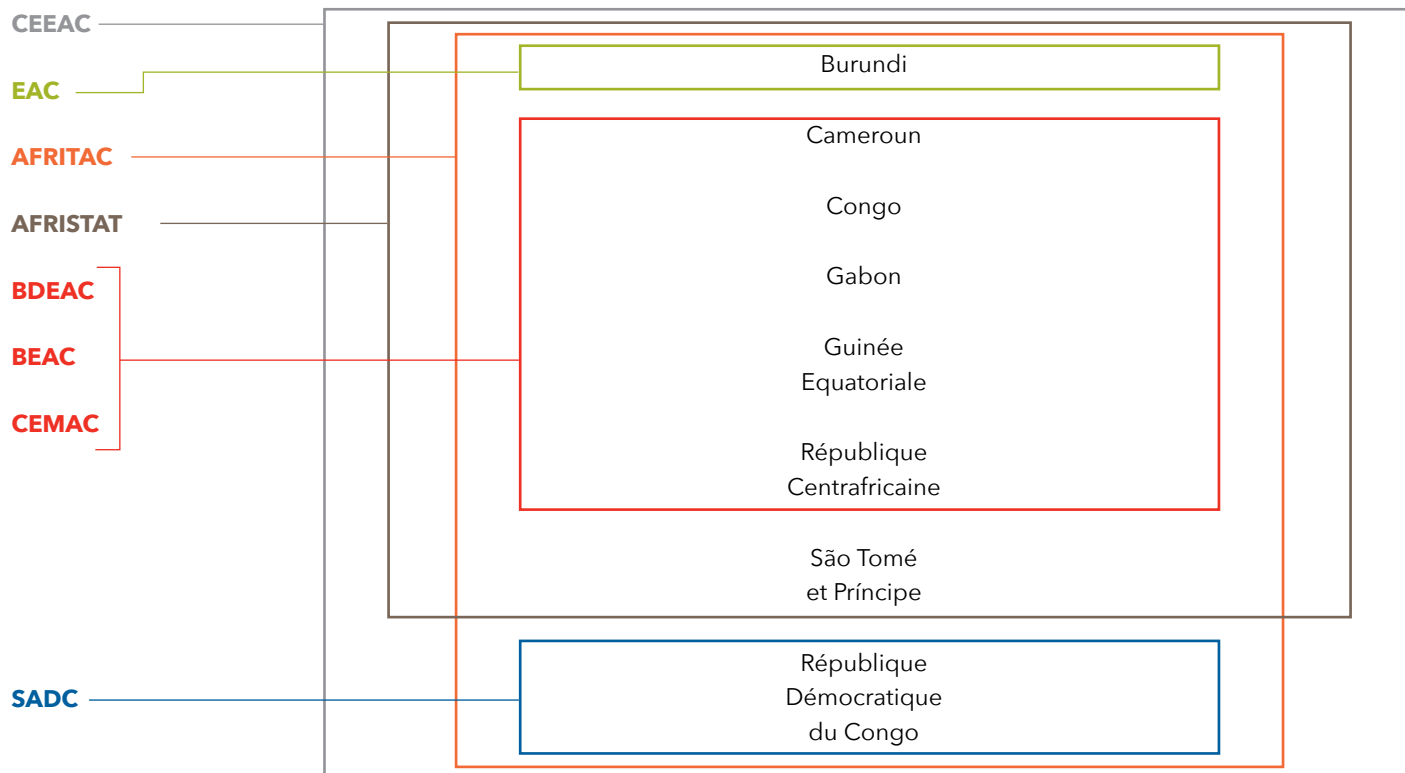 CEEAC
EAC
AFRITAC
AFRISTAT
BDEAC
BEAC
CEMAC
SADC
Burundi
Cameroun
Congo
Gabon
Guinée
Equatoriale
République
Centrafricaine
São Tomé
et Príncipe
République
Démocratique
du Congo